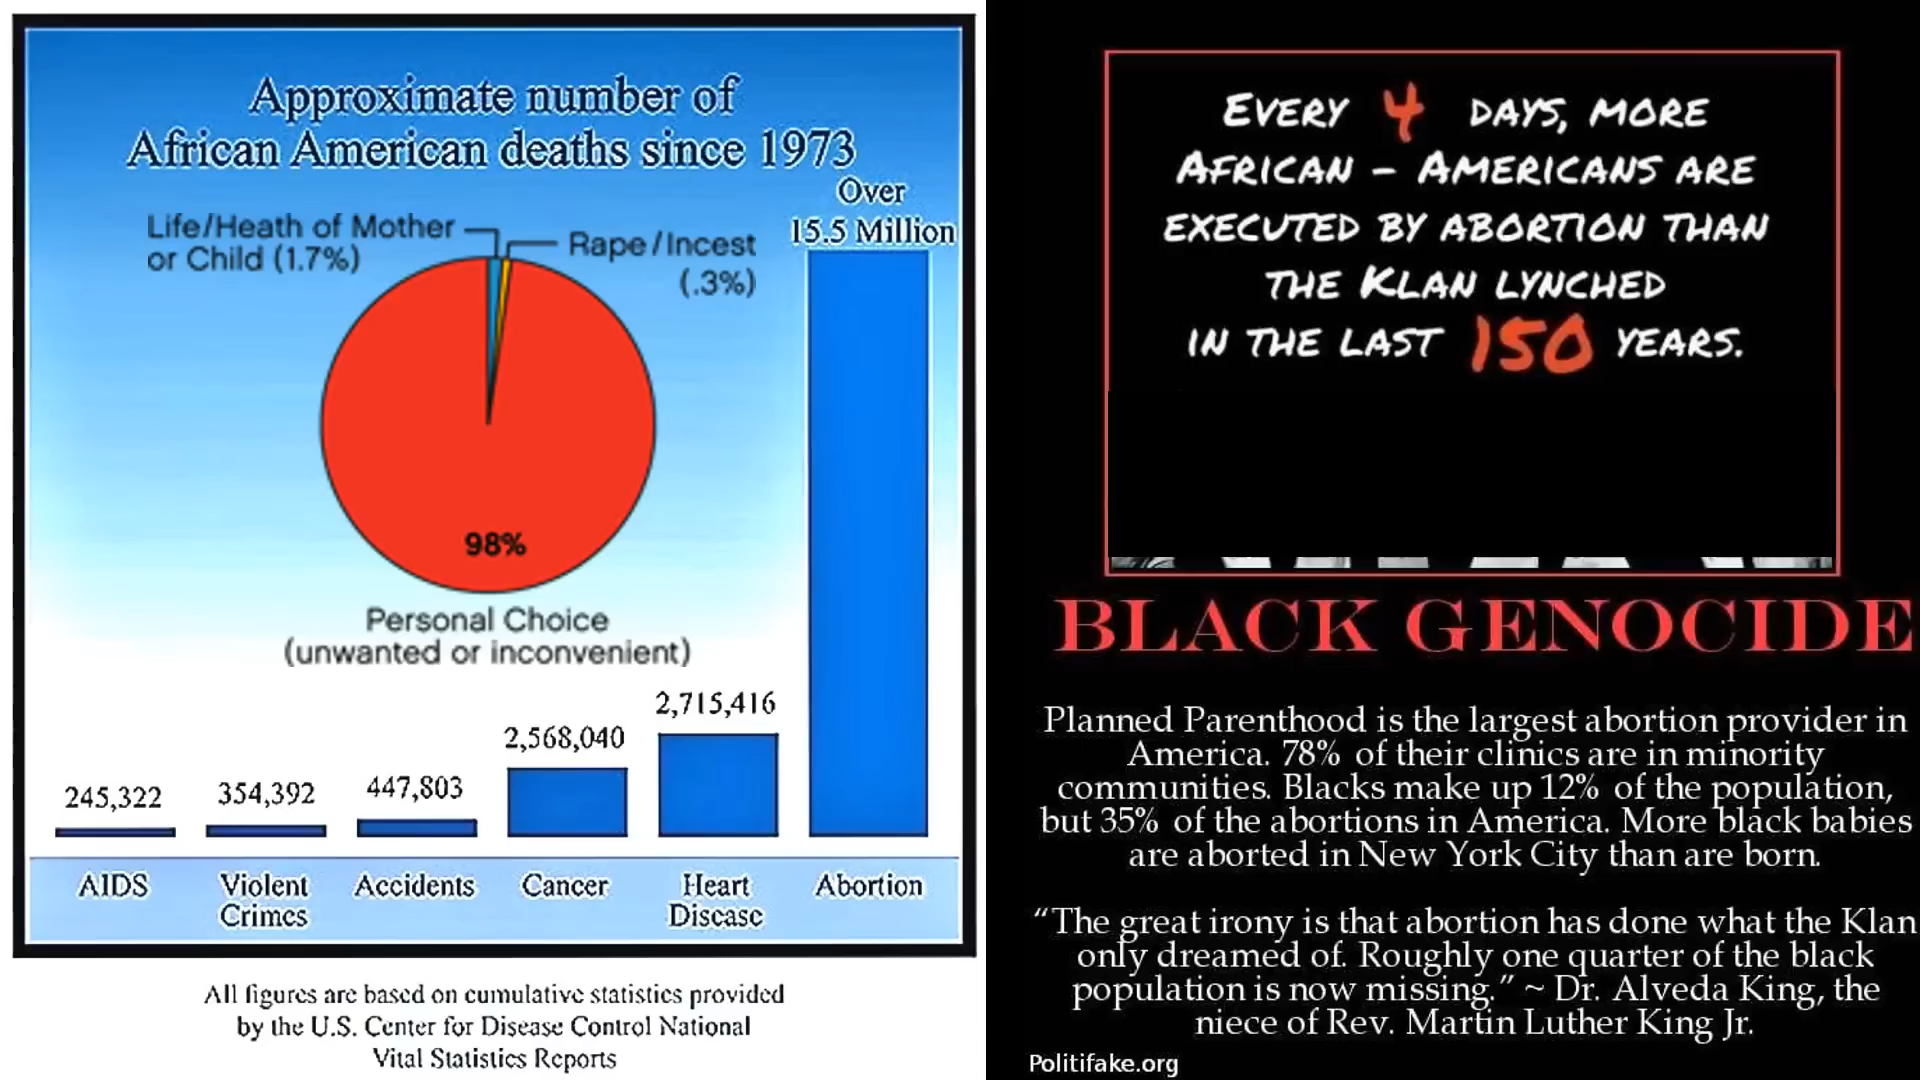 Approximate number of
African American deaths since 1973
Over
15.5 Million
Life/Heath of Mother
or Child (1.7%)
Rape/Incest
(.3%)
98%
Personal Choice
(unwanted or inconvenient)
245,322
354,392
447,803
2,568,040
2,715,416
AIDS
Violent
Crimes
Accidents
Cancer
Heart
Disease
Abortion
All figures are based on cumulative statistics provided
by the U.S. Center for Disease Control National
Vital Statistics Reports
EVERY 4 DAYS, MORE
AFRICAN - AMERICANS ARE
EXECUTED BY ABORTION THAN
THE KLAN LYNCHED
IN THE LAST 150 YEARS.
BLACK GENOCIDE
Planned Parenthood is the largest abortion provider in
America. 78% of their clinics are in minority
communities. Blacks make up 12% of the population,
but 35% of the abortions in America. More black babies
are aborted in New York City than are born.
“The great irony is that abortion has done what the Klan
only dreamed of. Roughly one quarter of the black
population is now missing.” ~ Dr. Alveda King, the
niece of Rev. Martin Luther King Jr.
Politifake.org